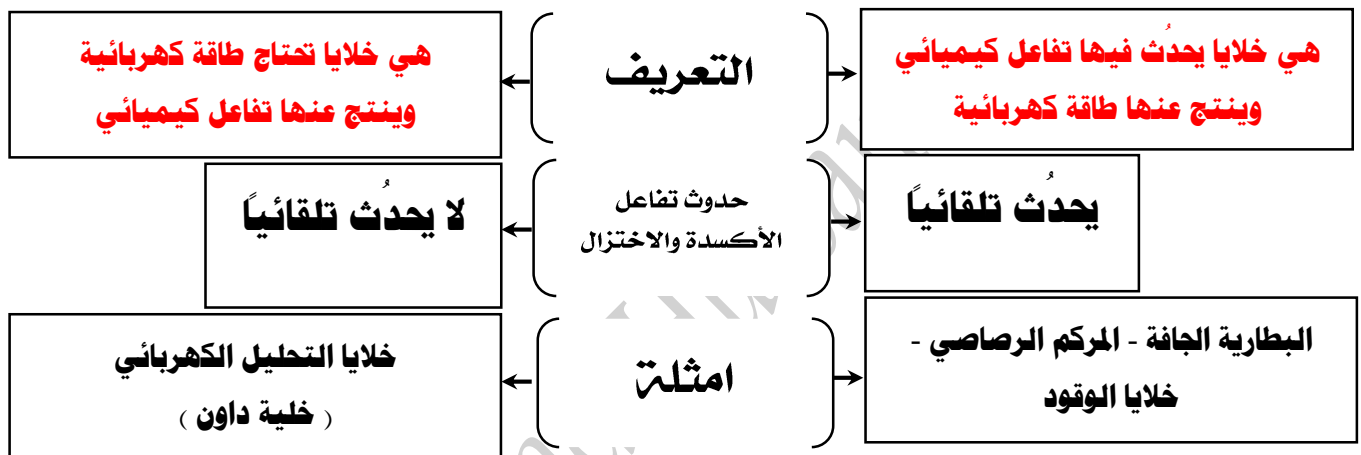 هي خلايا يحدُث فيها تفاعل كيميائي
وينتج عنها طاقة كهربائية
التعريف
هي خلايا تحتاج طاقة كهربائية
وينتج عنها تفاعل كيميائي
يحدُث تلقائياً
حدوث تفاعل
الأكسدة والاختزال
لا يحدُث تلقائياً
البطارية الجافة - المركم الرصاصي -
خلايا الوقود
امثلة
خلايا التحليل الكهربائي
( خلية داون )